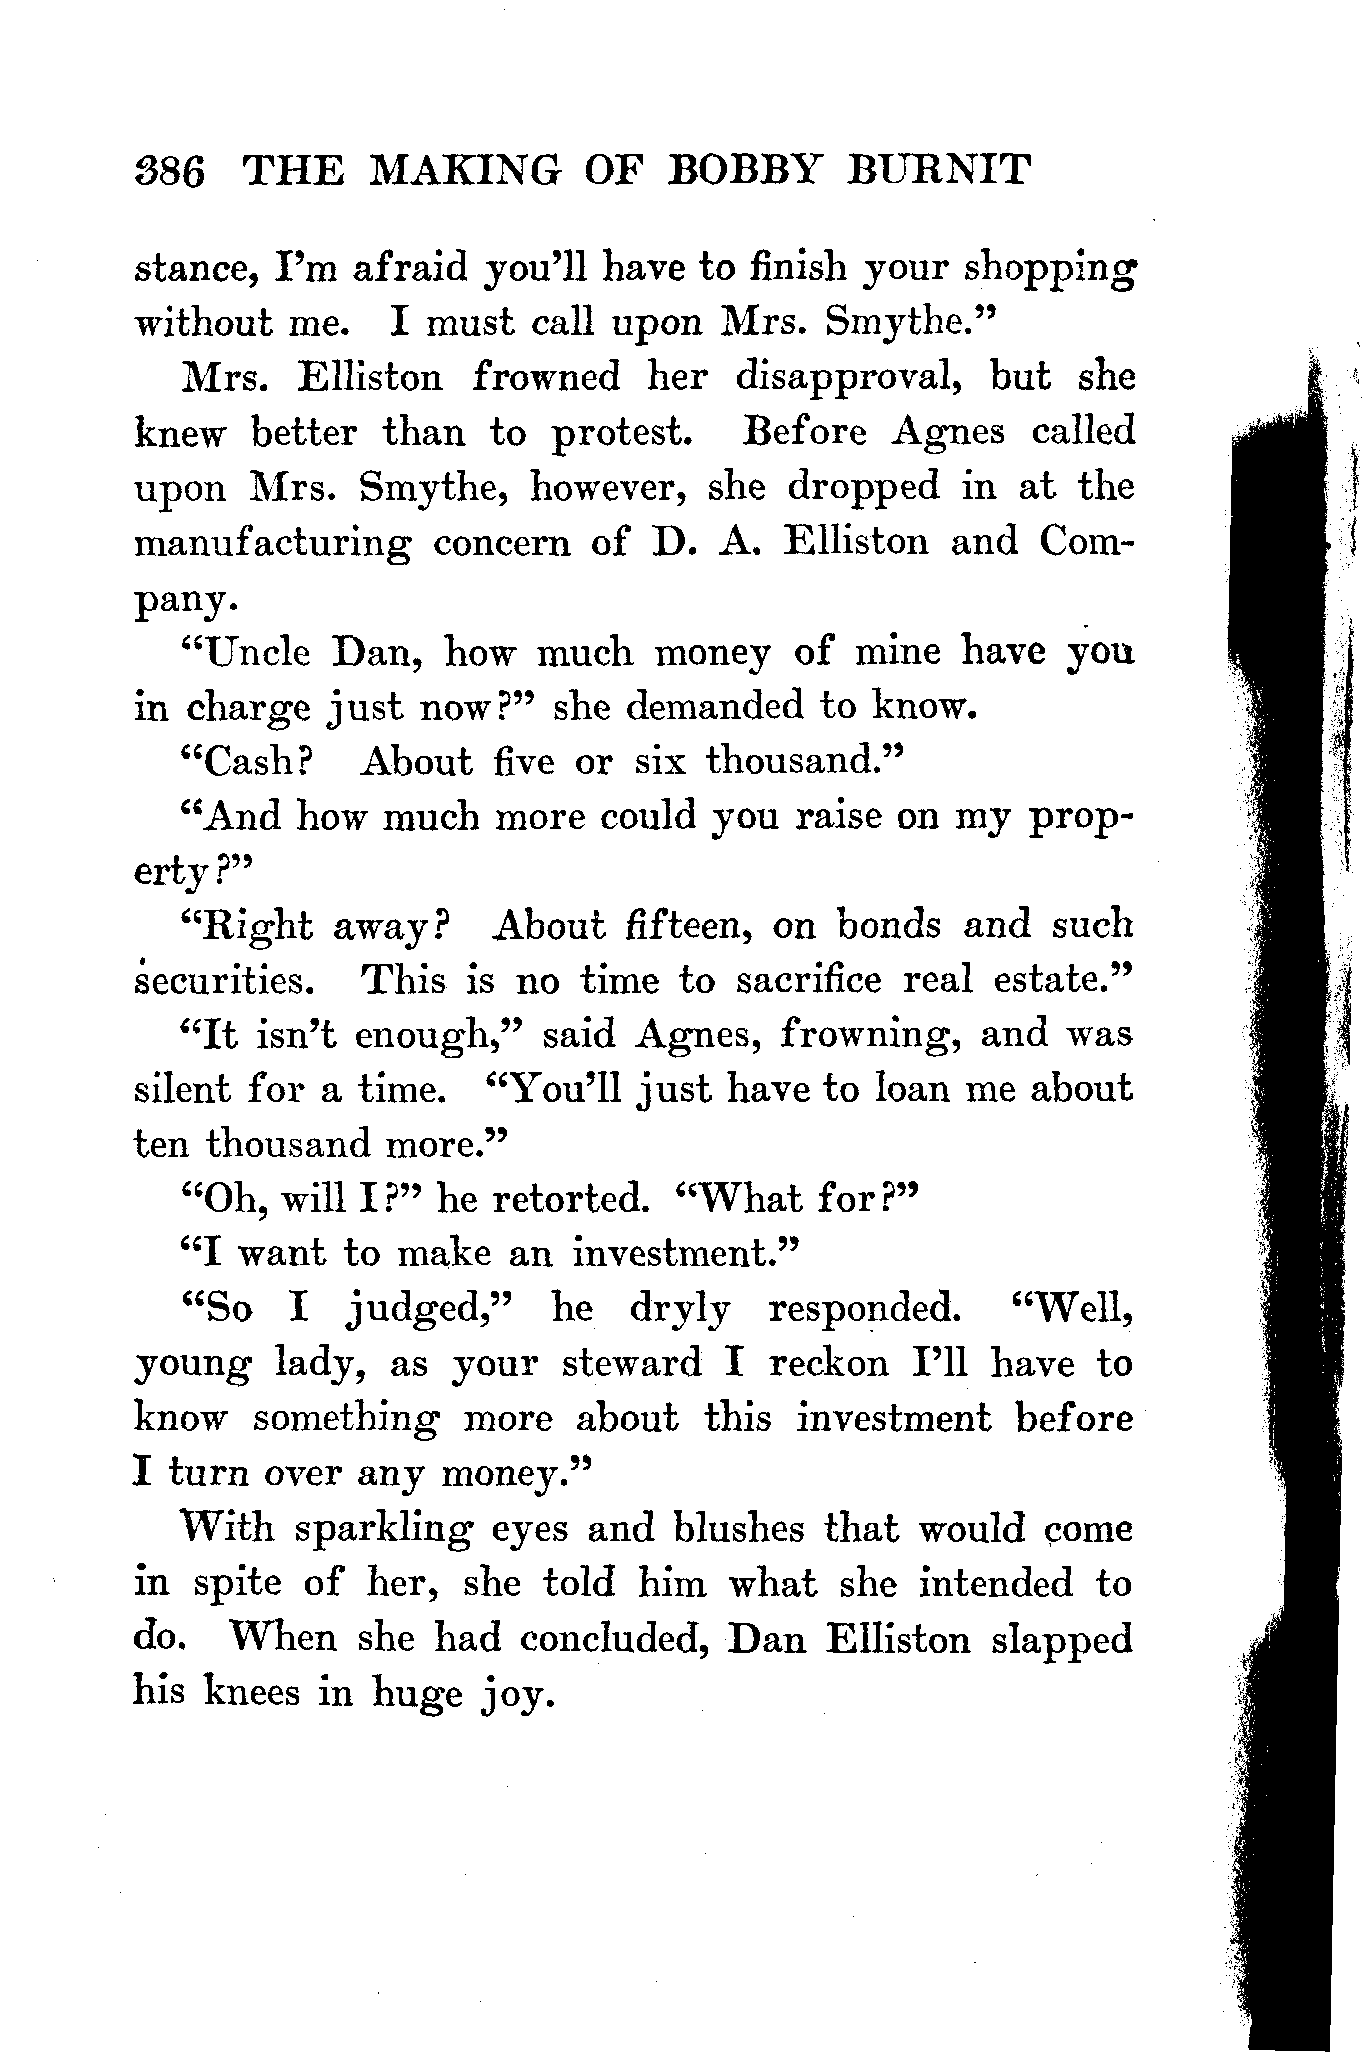 386 THE MAKING OF BOBBY BURNIT
stance, I'm afraid you'll have to finish your shopping
without me. I must call upon Mrs. Smythe."
Mrs. Elliston frowned her disapproval, but she
knew better than to protest. Before Agnes called
upon Mrs. Smythe, however, she dropped in at the
manufacturing concern of D. A. Elliston and Com-
pany.
"Uncle Dan, how much money of mine have you
in charge just now?" she demanded to know.
"Cash? About five or six thousand."
"And how much more could you raise on my prop-
erty?"
"Right away? About fifteen, on bonds and such
securities. This is no time to sacrifice real estate."
"It isn't enough," said Agnes, frowning, and was
silent for a time. "You'll just have to loan me about
ten thousand more."
"Oh, will I?" he retorted. "What for?"
"I want to make an investment."
"So I judged," he dryly responded. "Well,
young lady, as your steward I reckon I'll have to
know something more about this investment before
I turn over any money."
With sparkling eyes and blushes that would come
in spite of her, she told him what she intended to
do. When she had concluded, Dan Elliston slapped
his knees in huge joy.